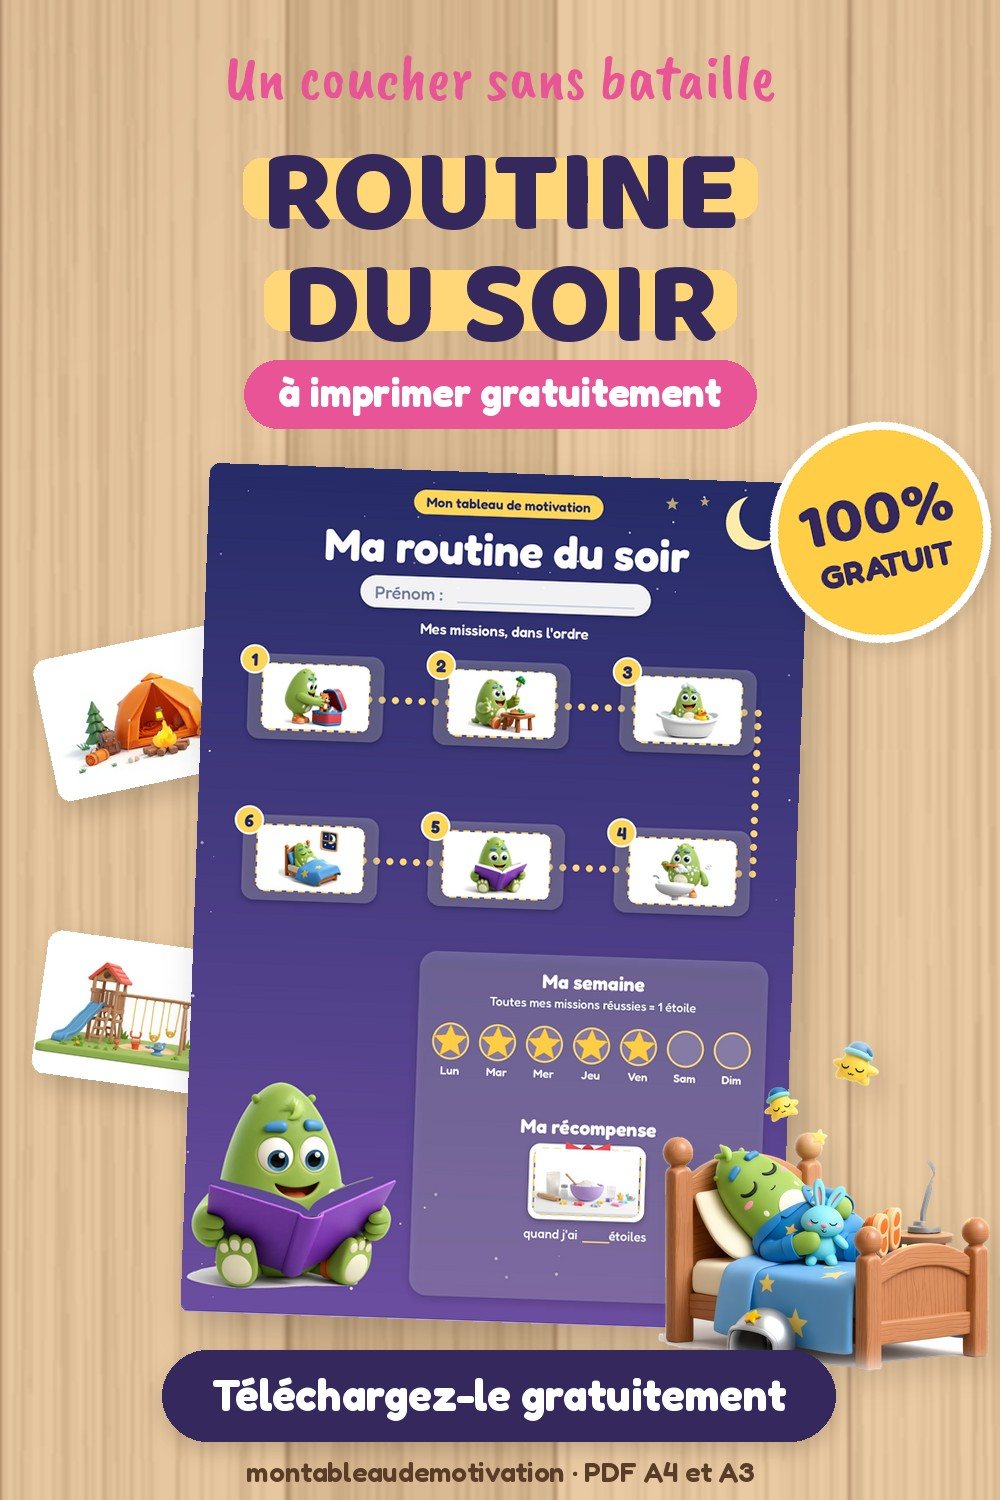 Un coucher sans bataille
ROUTINE
DU SOIR
à imprimer gratuitement
100%
GRATUIT
Mon tableau de motivation
Ma routine du soir
Prénom :
Mes missions, dans l'ordre
1
2
3
6
5
4
Ma semaine
Toutes mes missions réussies = 1 étoile
Lun Mar Mer Jeu Ven Sam Dim
Ma récompense
quand j'ai ____étoiles
Téléchargez-le gratuitement
montableaudemotivation · PDF A4 et A3